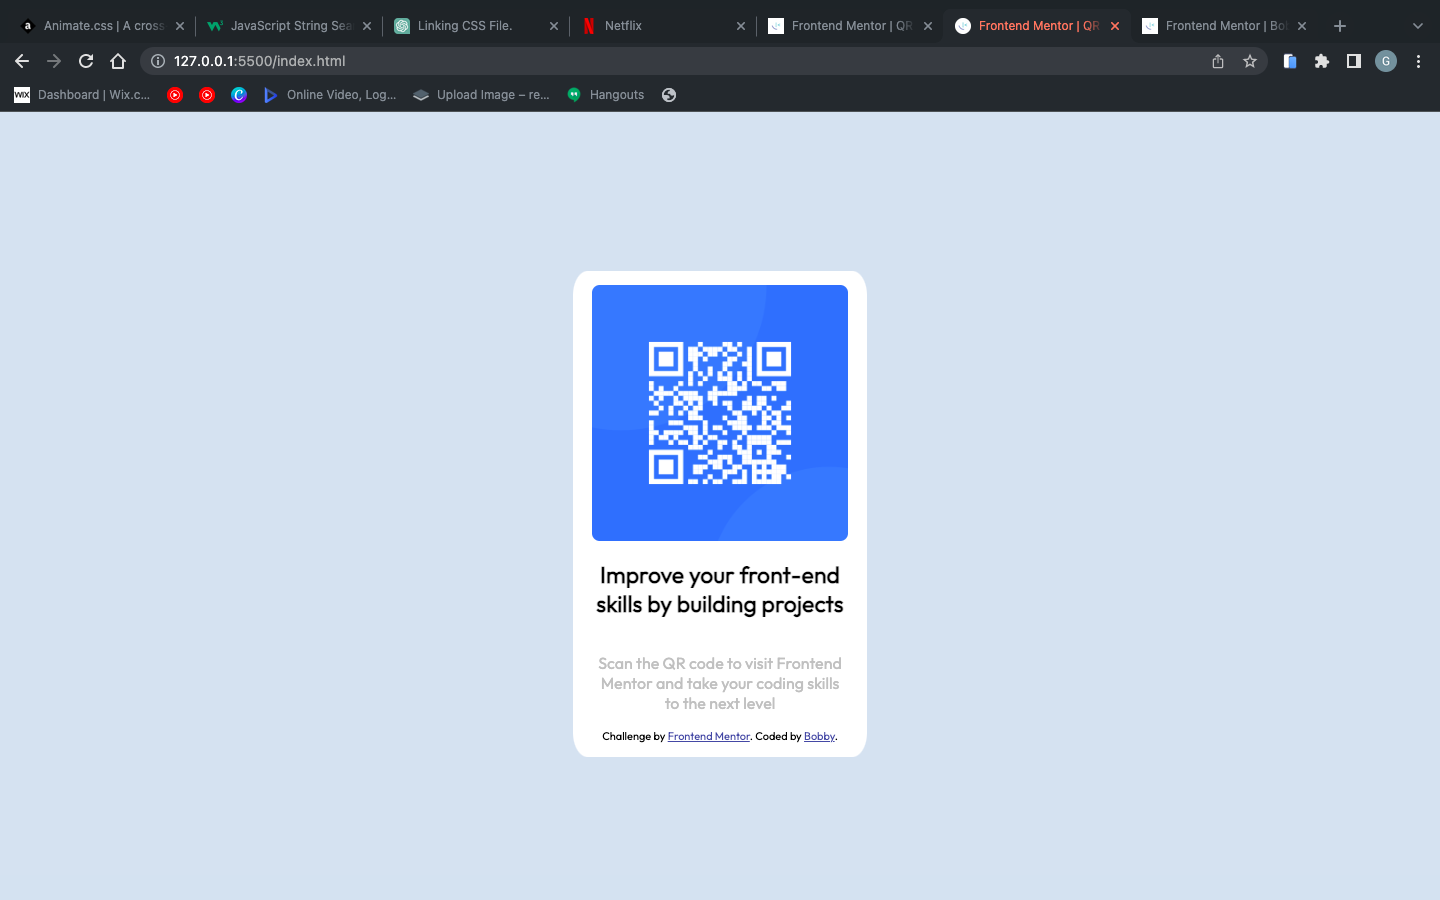 Animate.css | A cross
JavaScript String Sea
Linking CSS File.
Netflix
Frontend Mentor | QR
Frontend Mentor | QR
Frontend Mentor | Bo
127.0.0.1:5500/index.html
G
WIX
Dashboard | Wix.c...
Online Video, Log...
Upload Image – re...
Hangouts
Improve your front-end
skills by building projects
Scan the QR code to visit Frontend
Mentor and take your coding skills
to the next level
Challenge by Frontend Mentor. Coded by Bobby.